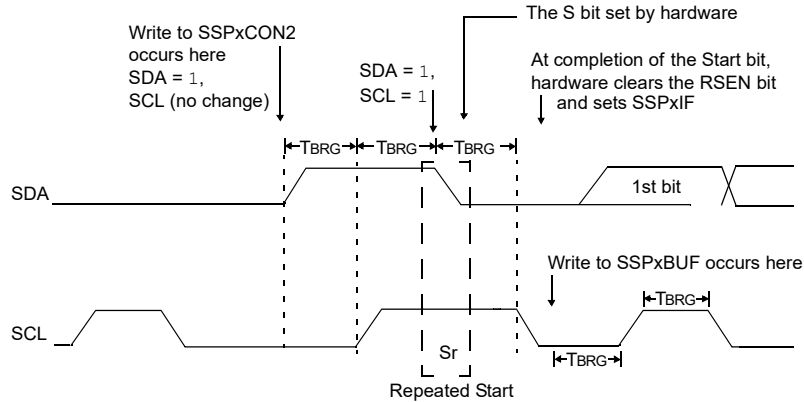 The S bit set by hardware
Write to SSPxCON2
occurs here
SDA = 1,
SCL (no change)
SDA = 1,
SCL = 1
At completion of the Start bit,
hardware clears the RSEN bit
and sets SSPxIF
TBRG TBRG TBRG
SDA
1st bit
Write to SSPxBUF occurs here
TBRG
SCL
Sr
TBRG
Repeated Start